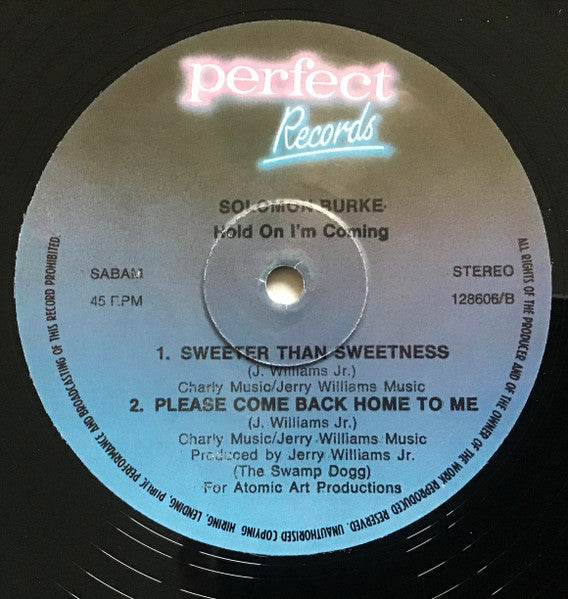 perfect
Records
SOLOMON BURKE
Hold On I'm Coming
SABAM
STEREO
45 RPM
128606/B
1. SWEETER THAN SWEETNESS
(J. Williams Jr.)
Charly Music/Jerry Williams Music
2. PLEASE COME BACK HOME TO ME
(J. Williams Jr.)
Charly Music/Jerry Williams Music
Produced by Jerry Williams Jr.
(The Swamp Dogg)
For Atomic Art Productions
ALL RIGHTS OF THE PRODUCER AND OF THE OWNER OF THE WORK REPRODUCED RESERVED. UNAUTHORISED COPYING HIRING, LENDING, PUBLIC PERFORMANCE AND BROADCASTING OF THIS RECORD PROHIBITED.